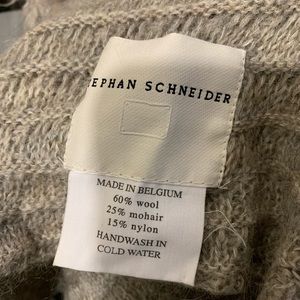 EPHAN SCHNEIDER
MADE IN BELGIUM
60% wool
25% mohair
15% nylon
HANDWASH IN
COLD WATER